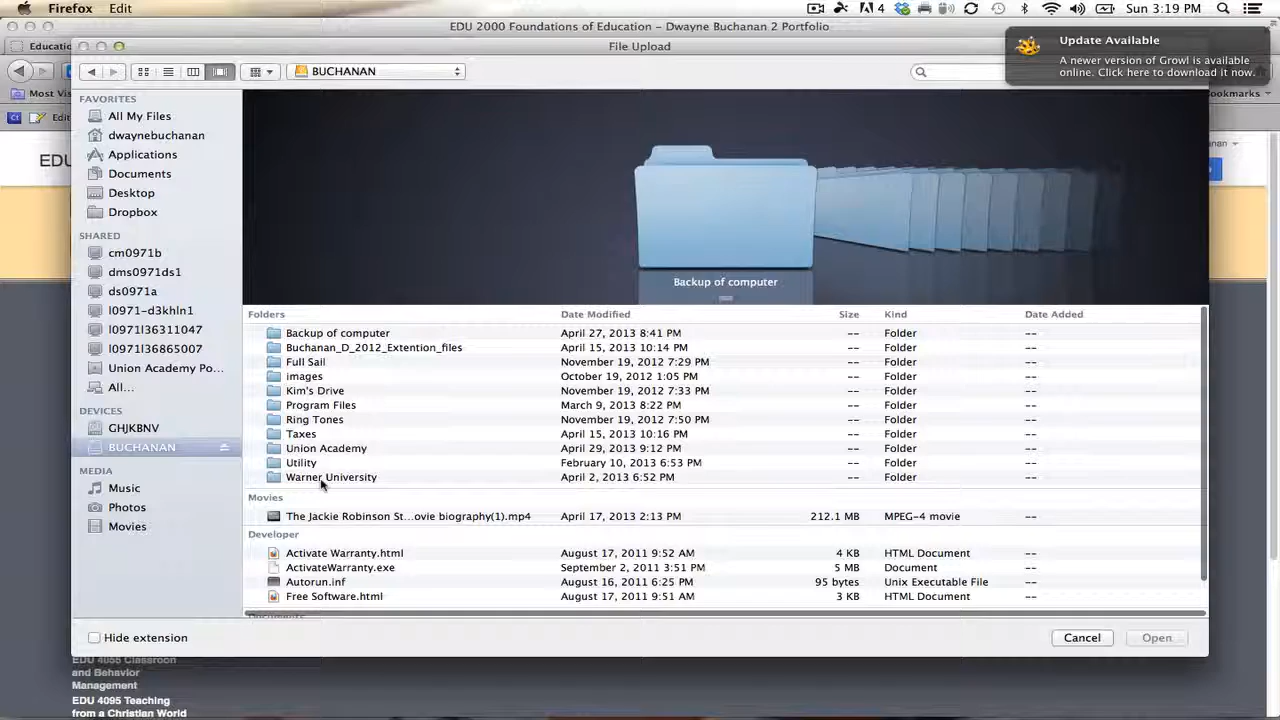 Firefox Edit 4 Sun 3:19 PM
EDU 2000 Foundations of Education – Dwayne Buchanan 2 Portfolio
Educatio
File Upload
Update Available
A newer version of Growl is available
online. Click here to download it now.
BUCHANAN
Most Vis
ookmarks
Edit
EDU
nan
FAVORITES
All My Files
dwaynebuchanan
Applications
Documents
Desktop
Dropbox
SHARED
cm0971b
dms0971ds1
ds0971a
l0971-d3khln1
l0971l36311047
l0971l36865007
Union Academy Po...
All...
DEVICES
GHJKBNV
BUCHANAN
MEDIA
Music
Photos
Movies
Backup of computer
Folders Date Modified Size Kind Date Added
Backup of computer April 27, 2013 8:41 PM -- Folder --
Buchanan_D_2012_Extention_files April 15, 2013 10:14 PM -- Folder --
Full Sail November 19, 2012 7:29 PM -- Folder --
images October 19, 2012 1:05 PM -- Folder --
Kim's Drive November 19, 2012 7:33 PM -- Folder --
Program Files March 9, 2013 8:22 PM -- Folder --
Ring Tones November 19, 2012 7:50 PM -- Folder --
Taxes April 15, 2013 10:16 PM -- Folder --
Union Academy April 29, 2013 9:12 PM -- Folder --
Utility February 10, 2013 6:53 PM -- Folder --
Warner University April 2, 2013 6:52 PM -- Folder --
Movies
The Jackie Robinson St...ovie biography(1).mp4 April 17, 2013 2:13 PM 212.1 MB MPEG-4 movie --
Developer
Activate Warranty.html August 17, 2011 9:52 AM 4 KB HTML Document --
ActivateWarranty.exe September 2, 2011 3:51 PM 5 MB Document --
Autorun.inf August 16, 2011 6:25 PM 95 bytes Unix Executable File --
Free Software.html August 17, 2011 9:51 AM 3 KB HTML Document --
Documents
Hide extension
Cancel Open
EDU 4055 Classroom
and Behavior
Management
EDU 4095 Teaching
from a Christian World